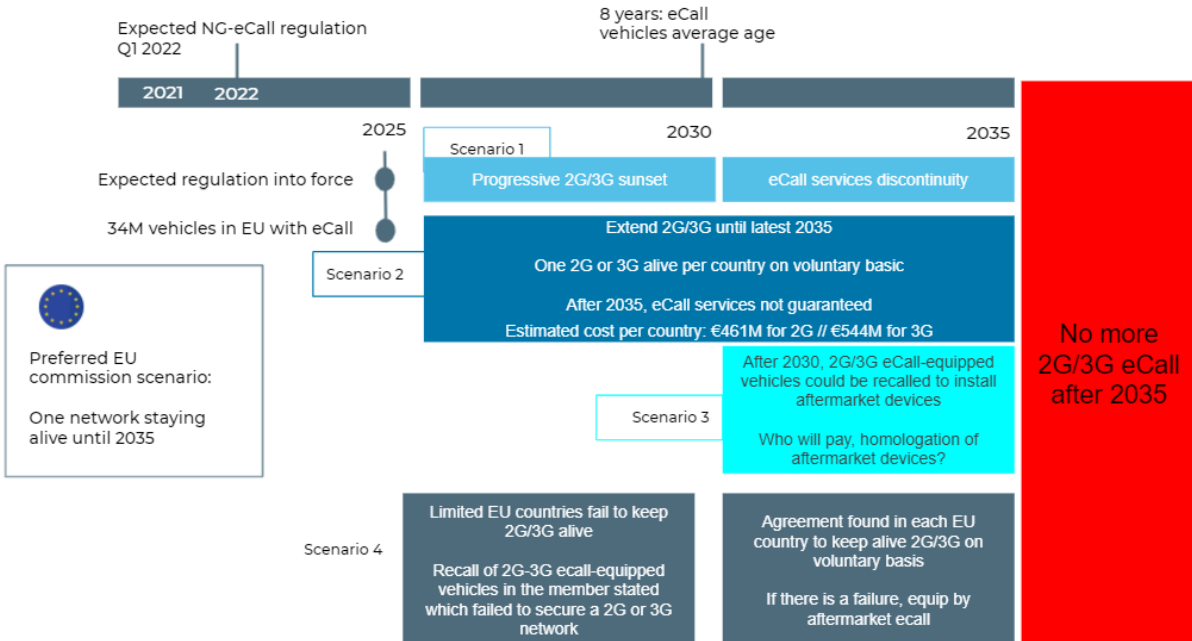 Expected NG-eCall regulation
Q1 2022
8 years: eCall
vehicles average age
2021
2022
2025
2030
2035
Scenario 1
Expected regulation into force
Progressive 2G/3G sunset
eCall services discontinuity
34M vehicles in EU with eCall
Scenario 2
Extend 2G/3G until latest 2035
One 2G or 3G alive per country on voluntary basic
After 2035, eCall services not guaranteed
Estimated cost per country: €461M for 2G // €544M for 3G
Preferred EU
commission scenario:
One network staying
alive until 2035
Scenario 3
After 2030, 2G/3G eCall-equipped
vehicles could be recalled to install
aftermarket devices
Who will pay, homologation of
aftermarket devices?
Scenario 4
Limited EU countries fail to keep
2G/3G alive
Recall of 2G-3G ecall-equipped
vehicles in the member stated
which failed to secure a 2G or 3G
network
Agreement found in each EU
country to keep alive 2G/3G on
voluntary basis
If there is a failure, equip by
aftermarket ecall
No more
2G/3G eCall
after 2035